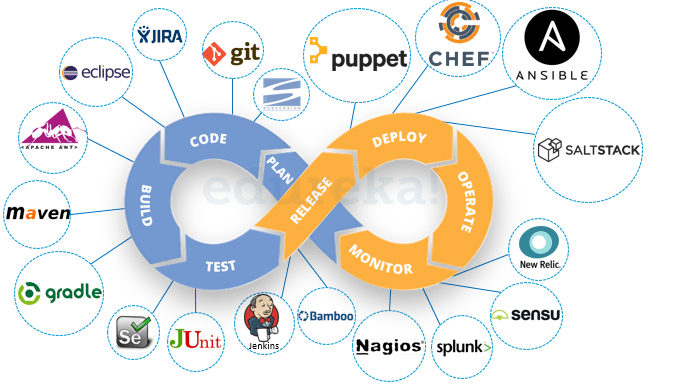 JIRA
git
puppet
CHEF
ANSIBLE
eclipse
SUBVERSION
APACHE ANT
SALTSTACK
CODE
PLAN
DEPLOY
edureka!
BUILD
RELEASE
OPERATE
maven
TEST
MONITOR
New Relic.
gradle
sensu
Se
JUnit
Jenkins
Bamboo
Nagios
splunk>